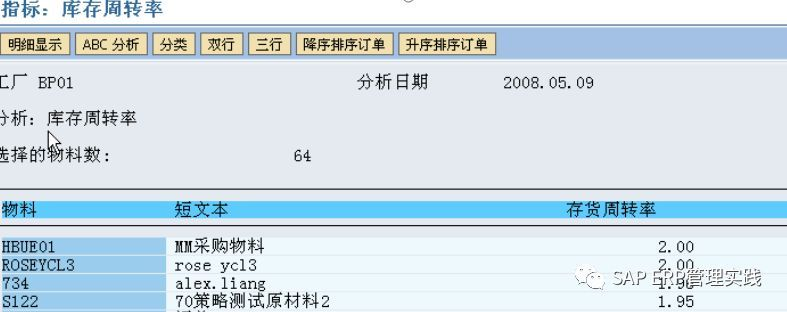 指标：库存周转率
明细显示 ABC 分析 分类 双行 三行 降序排序订单 升序排序订单
工厂 BP01 分析日期 2008.05.09
分析：库存周转率
选择的物料数： 64
物料 短文本 存货周转率
HBUE01 MM采购物料 2.00
ROSEYCL3 rose ycl3 2.00
734 alex.liang 1.96
S122 70策略测试原材料2 1.95
SAP ERP管理实践